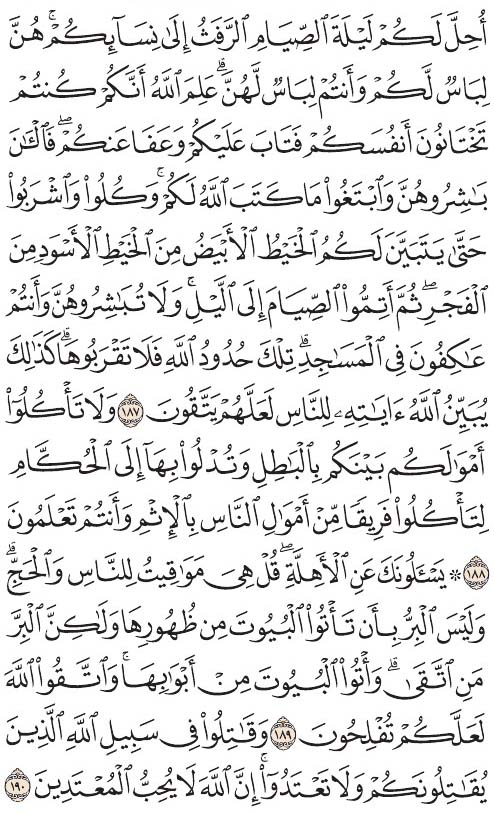 أُحِلَّ لَكُمْ لَيْلَةَ ٱلصِّيَامِ ٱلرَّفَثُ إِلَىٰ نِسَآئِكُمْۚ هُنَّ
لِبَاسٌ لَّكُمْ وَأَنتُمْ لِبَاسٌ لَّهُنَّۗ عَلِمَ ٱللَّهُ أَنَّكُمْ كُنتُمْ
تَخْتَانُونَ أَنفُسَكُمْ فَتَابَ عَلَيْكُمْ وَعَفَا عَنكُمْۖ فَٱلْـَٰٔنَ
بَـٰشِرُوهُنَّ وَٱبْتَغُوا۟ مَا كَتَبَ ٱللَّهُ لَكُمْۚ وَكُلُوا۟ وَٱشْرَبُوا۟
حَتَّىٰ يَتَبَيَّنَ لَكُمُ ٱلْخَيْطُ ٱلْأَبْيَضُ مِنَ ٱلْخَيْطِ ٱلْأَسْوَدِ مِنَ
ٱلْفَجْرِۖ ثُمَّ أَتِمُّوا۟ ٱلصِّيَامَ إِلَى ٱلَّيْلِۚ وَلَا تُبَـٰشِرُوهُنَّ وَأَنتُمْ
عَـٰكِفُونَ فِى ٱلْمَسَـٰجِدِۗ تِلْكَ حُدُودُ ٱللَّهِ فَلَا تَقْرَبُوهَاۗ كَذَٰلِكَ
يُبَيِّنُ ٱللَّهُ ءَايَـٰتِهِۦ لِلنَّاسِ لَعَلَّهُمْ يَتَّقُونَ ١٨٧ وَلَا تَأْكُلُوٓا۟
أَمْوَٰلَكُم بَيْنَكُم بِٱلْبَـٰطِلِ وَتُدْلُوا۟ بِهَآ إِلَى ٱلْحُكَّامِ
لِتَأْكُلُوا۟ فَرِيقًا مِّنْ أَمْوَٰلِ ٱلنَّاسِ بِٱلْإِثْمِ وَأَنتُمْ تَعْلَمُونَ
١٨٨ ۞ يَسْـَٔلُونَكَ عَنِ ٱلْأَهِلَّةِۖ قُلْ هِىَ مَوَٰقِيتُ لِلنَّاسِ وَٱلْحَجِّۗ
وَلَيْسَ ٱلْبِرُّ بِأَن تَأْتُوا۟ ٱلْبُيُوتَ مِن ظُهُورِهَا وَلَـٰكِنَّ ٱلْبِرَّ
مَنِ ٱتَّقَىٰۗ وَأْتُوا۟ ٱلْبُيُوتَ مِنْ أَبْوَٰبِهَاۚ وَٱتَّقُوا۟ ٱللَّهَ
لَعَلَّكُمْ تُفْلِحُونَ ١٨٩ وَقَـٰتِلُوا۟ فِى سَبِيلِ ٱللَّهِ ٱلَّذِينَ
يُقَـٰتِلُونَكُمْ وَلَا تَعْتَدُوٓا۟ۚ إِنَّ ٱللَّهَ لَا يُحِبُّ ٱلْمُعْتَدِينَ ١٩٠